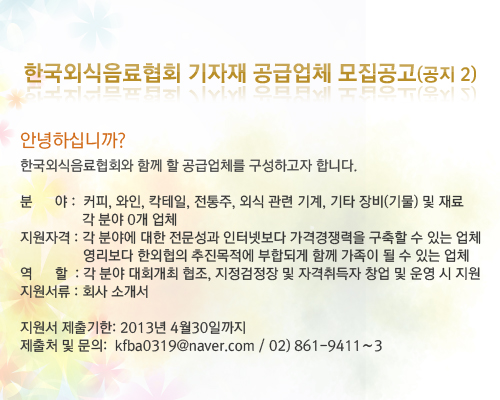 한국외식음료협회 기자재 공급업체 모집공고(공지 2)
안녕하십니까?
한국외식음료협회와 함께 할 공급업체를 구성하고자 합니다.
분 야 : 커피, 와인, 칵테일, 전통주, 외식 관련 기계, 기타 장비(기물) 및 재료
각 분야 0개 업체
지원자격 : 각 분야에 대한 전문성과 인터넷보다 가격경쟁력을 구축할 수 있는 업체
영리보다 한외협의 추진목적에 부합되게 함께 가족이 될 수 있는 업체
역 할 : 각 분야 대회개최 협조, 지정검정장 및 자격취득자 창업 및 운영 시 지원
지원서류 : 회사 소개서
지원서 제출기한: 2013년 4월30일까지
제출처 및 문의: kfba0319@naver.com / 02) 861-9411~3